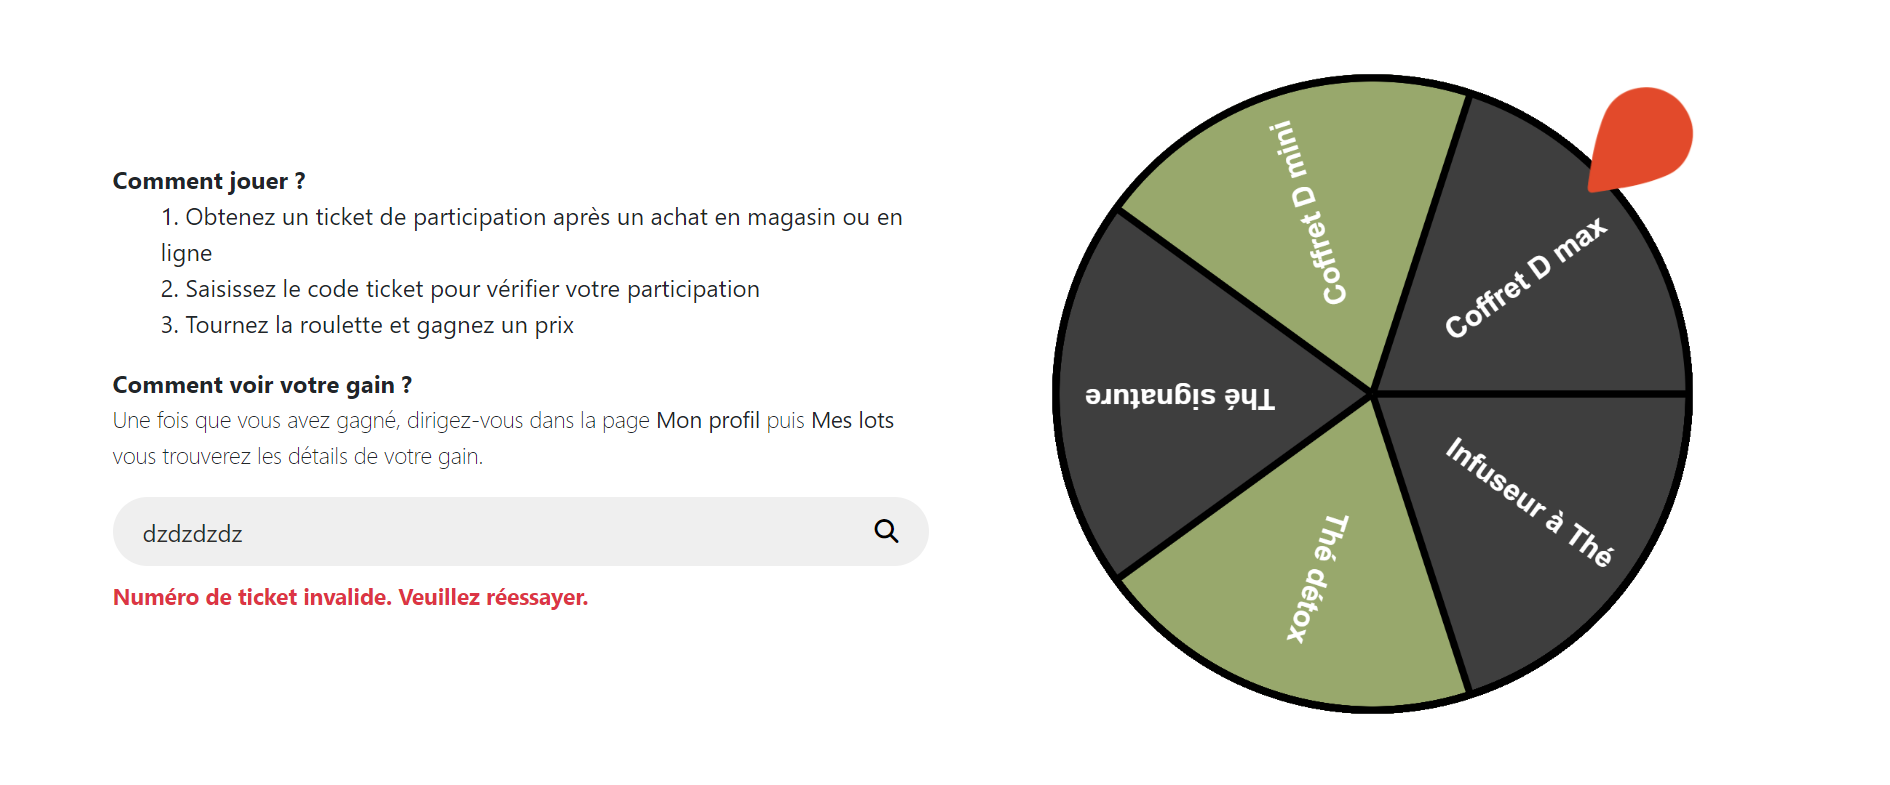 Comment jouer ?
1. Obtenez un ticket de participation après un achat en magasin ou en
ligne
2. Saisissez le code ticket pour vérifier votre participation
3. Tournez la roulette et gagnez un prix
Comment voir votre gain ?
Une fois que vous avez gagné, dirigez-vous dans la page Mon profil puis Mes lots
vous trouverez les détails de votre gain.
dzdzdzdz
Numéro de ticket invalide. Veuillez réessayer.
Coffret D mini
Coffret D max
Thé signature
Infuseur à Thé
Thé détox